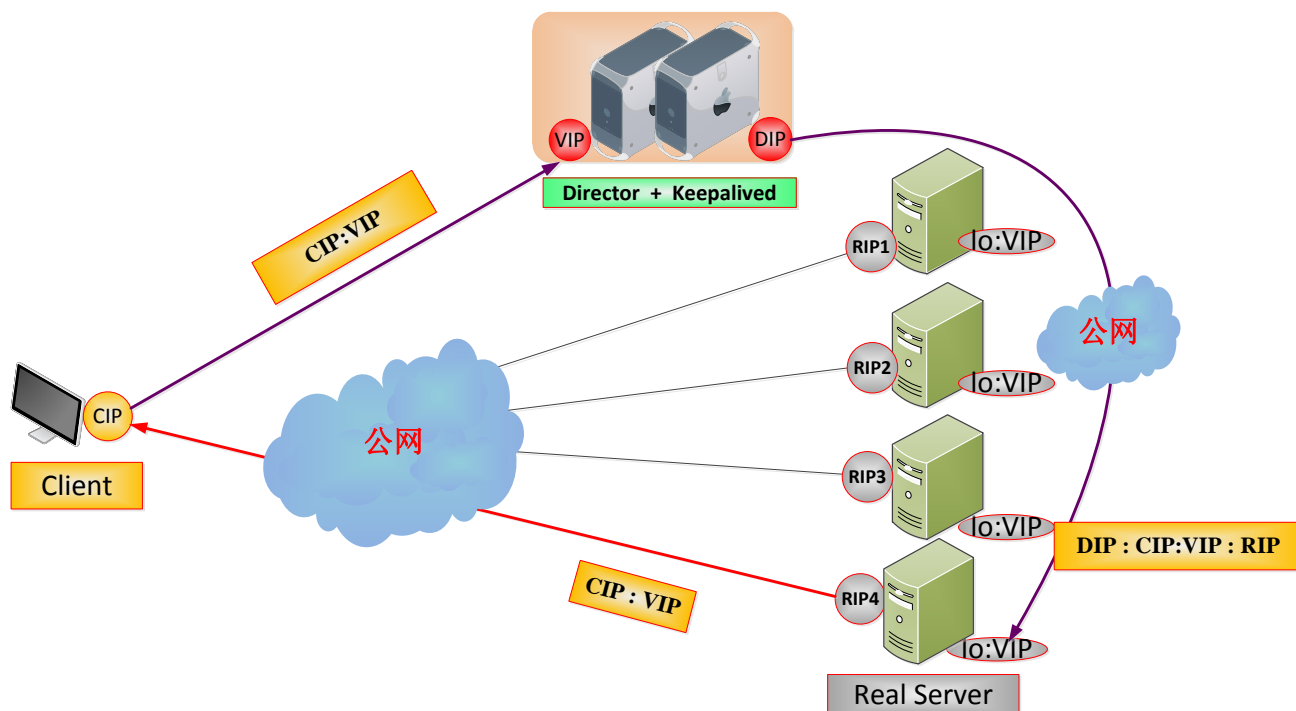 VIP
DIP
Director + Keepalived
CIP:VIP
RIP1
lo:VIP
RIP2
lo:VIP
公网
CIP
公网
Client
RIP3
lo:VIP
DIP : CIP:VIP : RIP
CIP : VIP
RIP4
lo:VIP
Real Server